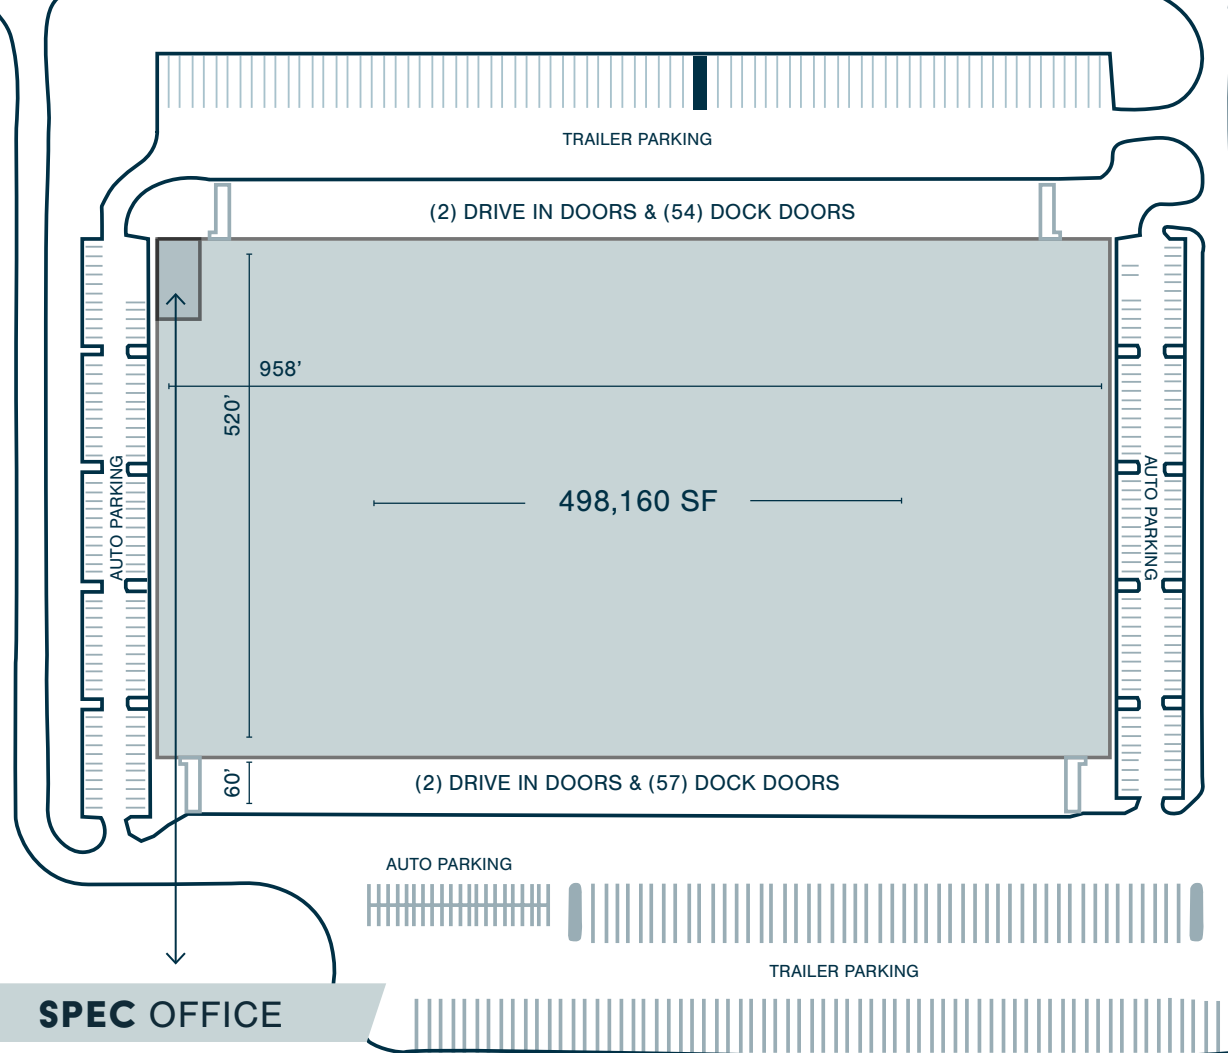 TRAILER PARKING
(2) DRIVE IN DOORS & (54) DOCK DOORS
958’
520’
AUTO PARKING
498,160 SF
AUTO PARKING
60’
(2) DRIVE IN DOORS & (57) DOCK DOORS
AUTO PARKING
TRAILER PARKING
SPEC OFFICE